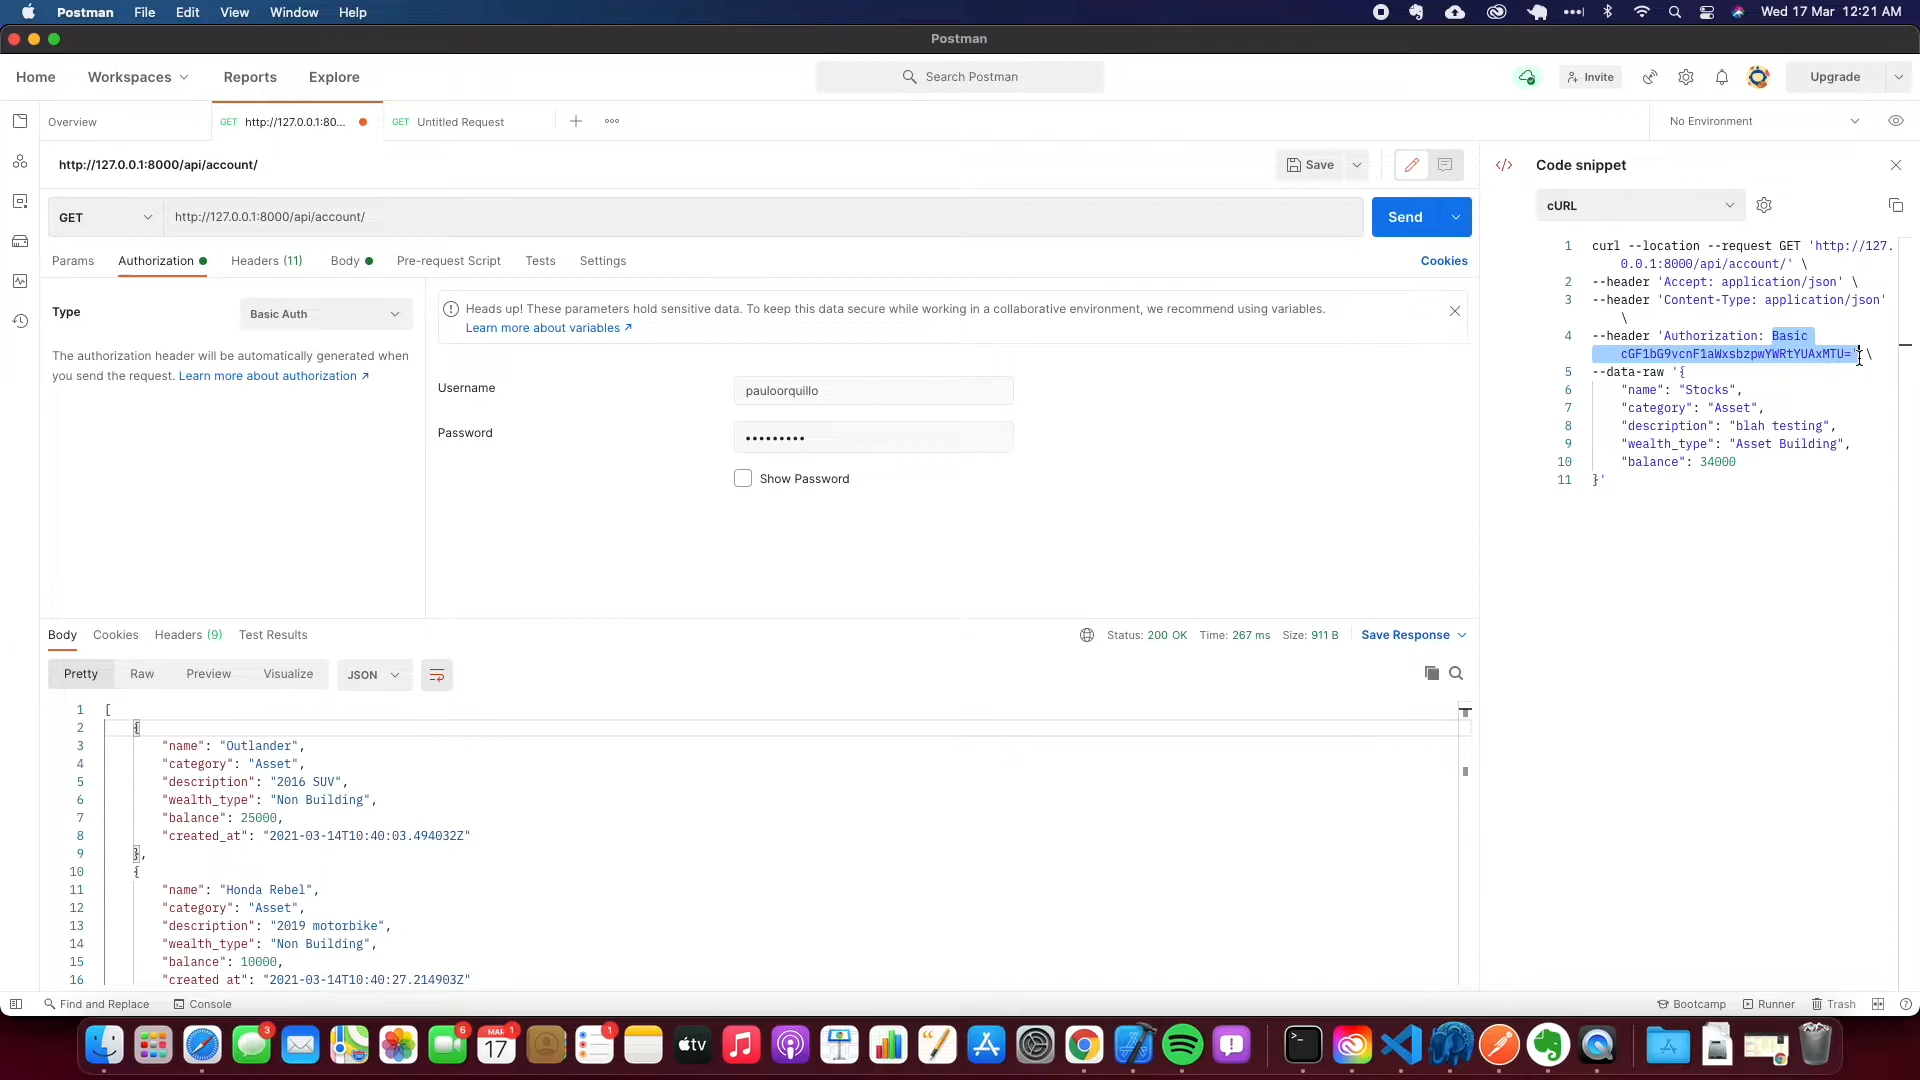 Postman File Edit View Window Help
Wed 17 Mar 12:21 AM
Postman
Home Workspaces Reports Explore
Search Postman
Invite
Upgrade
Overview
GET http://127.0.0.1:80...
GET Untitled Request
No Environment
http://127.0.0.1:8000/api/account/
Save
</> Code snippet
GET http://127.0.0.1:8000/api/account/
Send
cURL
Params Authorization Headers (11) Body Pre-request Script Tests Settings
Cookies
Type
Basic Auth
The authorization header will be automatically generated when
you send the request. Learn more about authorization ↗
Heads up! These parameters hold sensitive data. To keep this data secure while working in a collaborative environment, we recommend using variables.
Learn more about variables ↗
Username
pauloorquillo
Password
•••••••••
Show Password
1 curl --location --request GET 'http://127.
0.0.1:8000/api/account/' \
2 --header 'Accept: application/json' \
3 --header 'Content-Type: application/json'
\
4 --header 'Authorization: Basic
cGF1bG9vcnF1aWxsbzpwYWRtYUAxMTU=' \
5 --data-raw '{
6 "name": "Stocks",
7 "category": "Asset",
8 "description": "blah testing",
9 "wealth_type": "Asset Building",
10 "balance": 34000
11 }'
Body Cookies Headers (9) Test Results
Status: 200 OK Time: 267 ms Size: 911 B
Save Response
Pretty Raw Preview Visualize JSON
1 [
2 {
3 "name": "Outlander",
4 "category": "Asset",
5 "description": "2016 SUV",
6 "wealth_type": "Non Building",
7 "balance": 25000,
8 "created_at": "2021-03-14T10:40:03.494032Z"
9 },
10 {
11 "name": "Honda Rebel",
12 "category": "Asset",
13 "description": "2019 motorbike",
14 "wealth_type": "Non Building",
15 "balance": 10000,
16 "created_at": "2021-03-14T10:40:27.214903Z"
Find and Replace Console
Bootcamp Runner Trash
3
6
MAR 1
17
1
tv